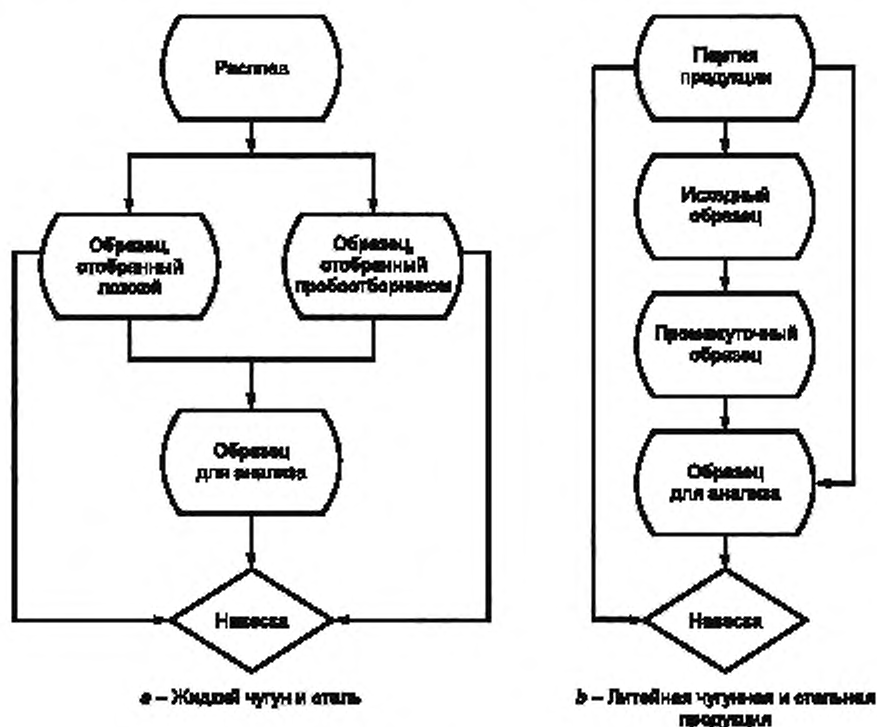 Расплав
Образец,
отобранный
ложкой
Образец,
отобранный
пробоотборником
Образец
для анализа
Навеска
a – Жидкий чугун и сталь
Партия
продукции
Исходный
образец
Промежуточный
образец
Образец
для анализа
Навеска
b – Литейная чугунная и стальная
продукция